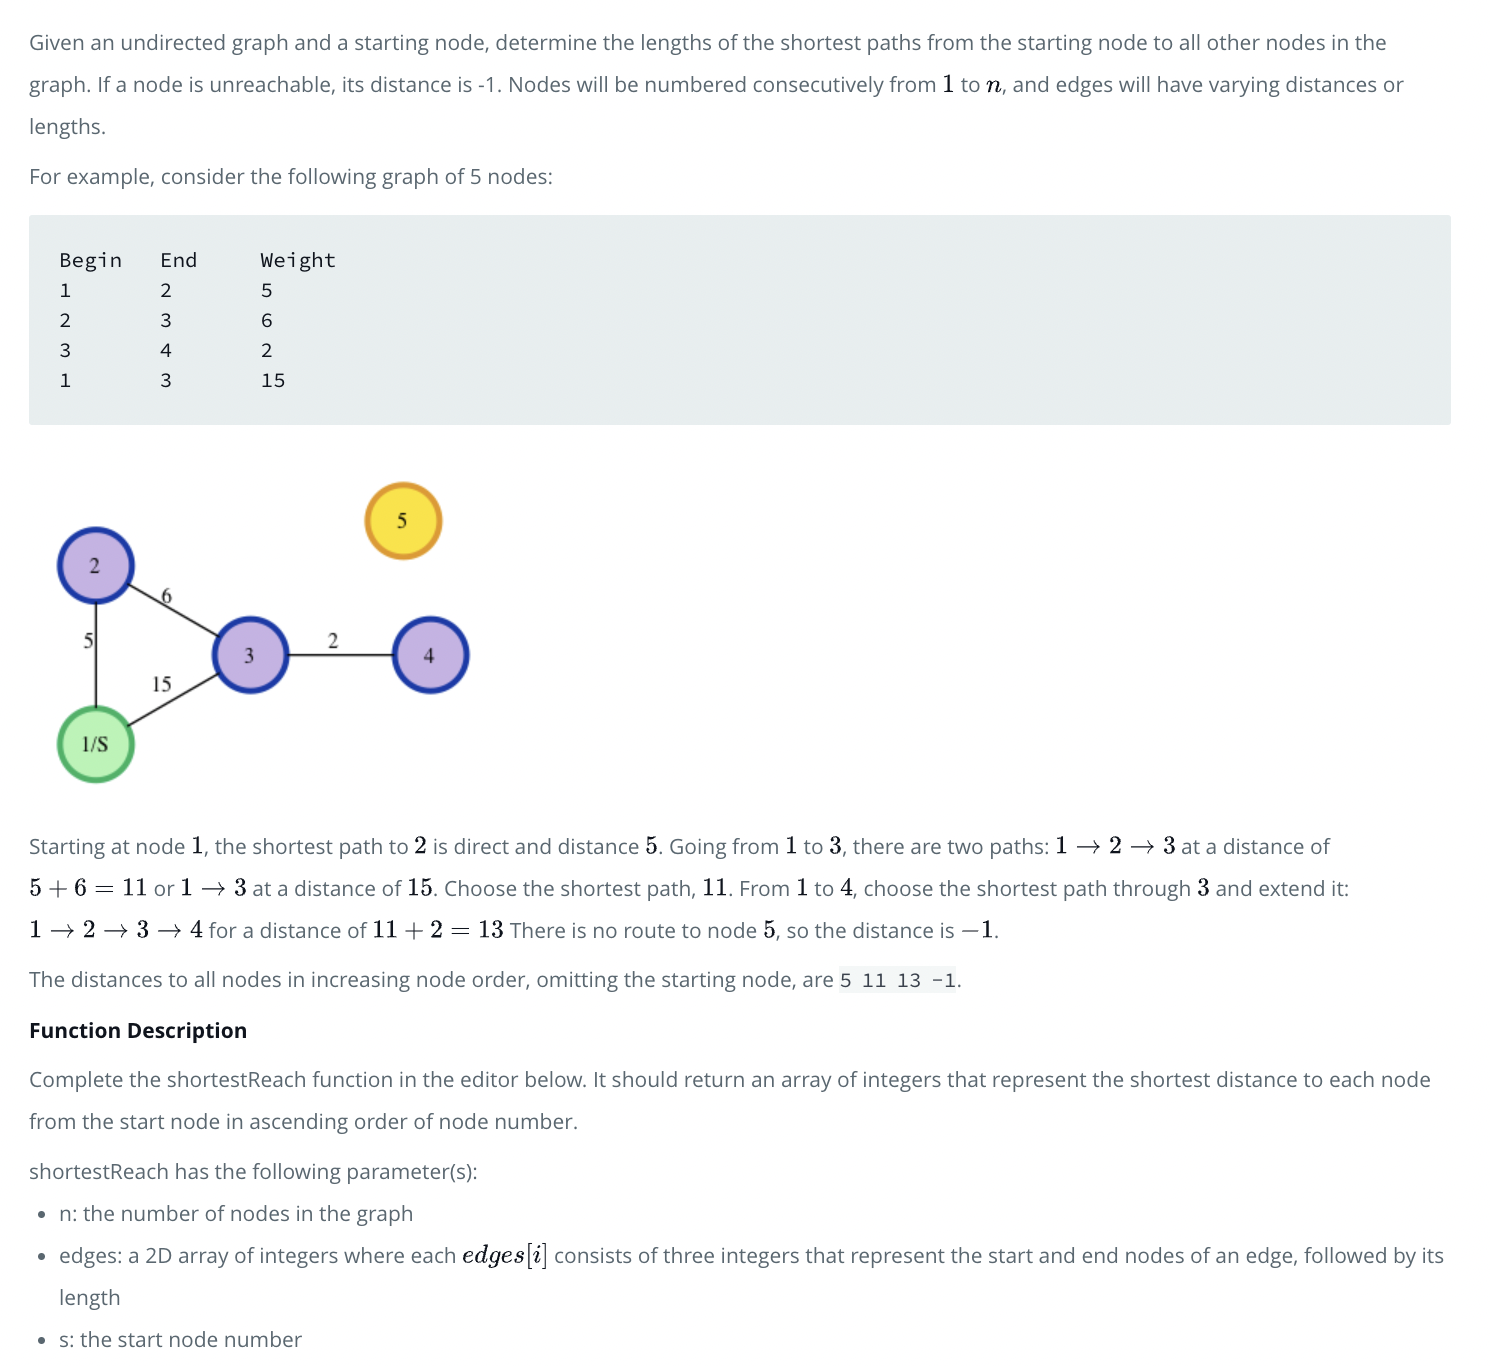 Given an undirected graph and a starting node, determine the lengths of the shortest paths from the starting node to all other nodes in the
graph. If a node is unreachable, its distance is -1. Nodes will be numbered consecutively from 1 to n, and edges will have varying distances or
lengths.
For example, consider the following graph of 5 nodes:
Begin End Weight
1 2 5
2 3 6
3 4 2
1 3 15
5
2
6
5
3
2
4
15
1/S
Starting at node 1, the shortest path to 2 is direct and distance 5. Going from 1 to 3, there are two paths: 1 → 2 → 3 at a distance of
5 + 6 = 11 or 1 → 3 at a distance of 15. Choose the shortest path, 11. From 1 to 4, choose the shortest path through 3 and extend it:
1 → 2 → 3 → 4 for a distance of 11 + 2 = 13 There is no route to node 5, so the distance is −1.
The distances to all nodes in increasing node order, omitting the starting node, are 5 11 13 -1.
Function Description
Complete the shortestReach function in the editor below. It should return an array of integers that represent the shortest distance to each node
from the start node in ascending order of node number.
shortestReach has the following parameter(s):
• n: the number of nodes in the graph
• edges: a 2D array of integers where each edges[i] consists of three integers that represent the start and end nodes of an edge, followed by its
length
• s: the start node number